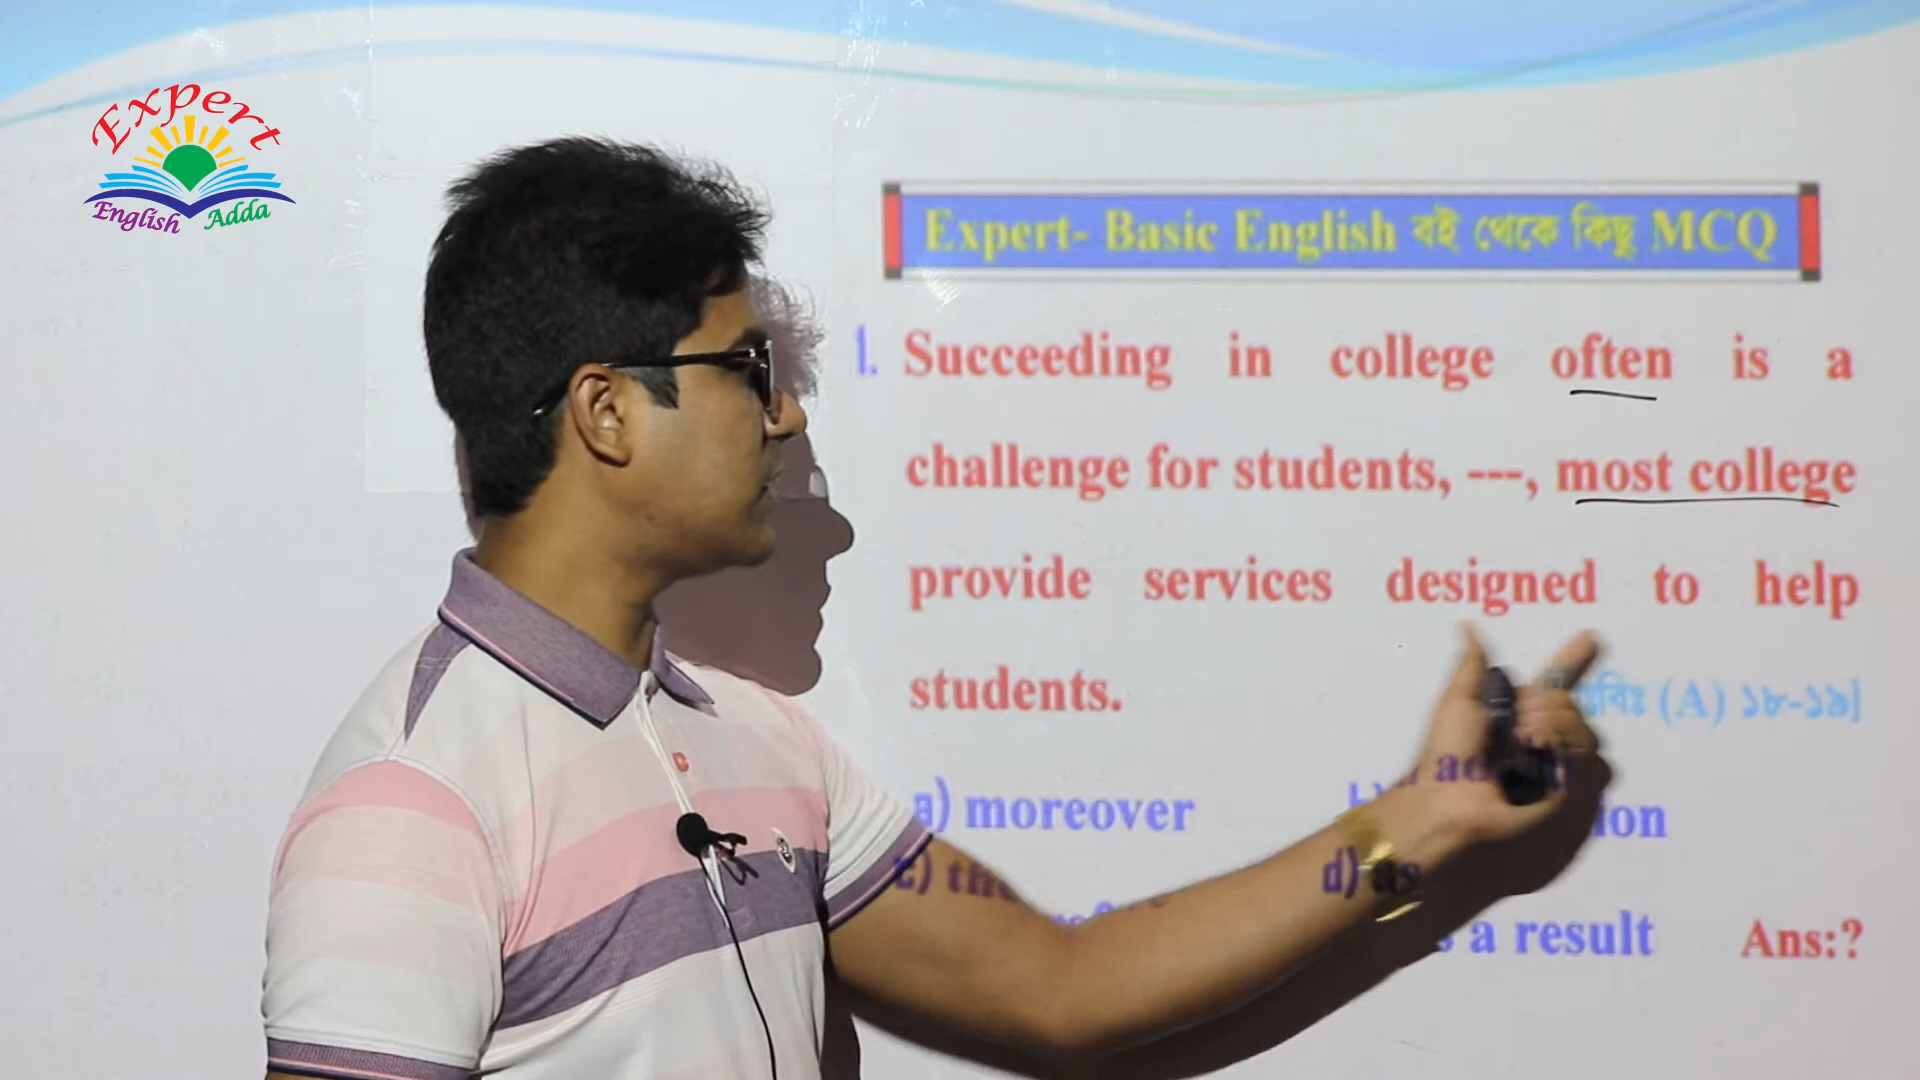 Expert
English Adda
Expert- Basic English বই থেকে কিছু MCQ
1. Succeeding in college often is a
challenge for students, ---, most college
provide services designed to help
students.
(A) ১৮-১৯]
a) moreover
c)
d)
a result
Ans:?